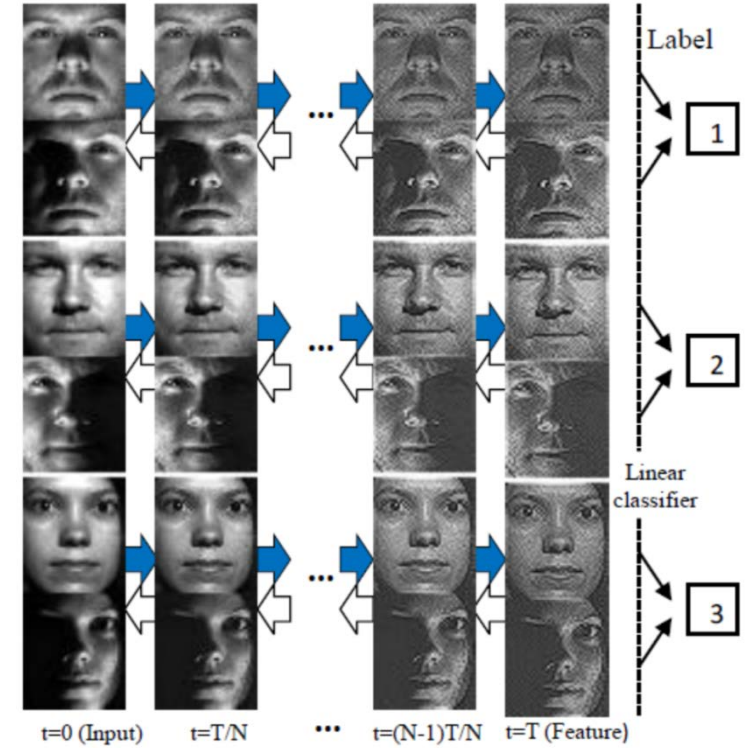 Label
...
1
...
2
Linear
classifier
...
3
t=0 (Input)
t=T/N
...
t=(N-1)T/N
t=T (Feature)